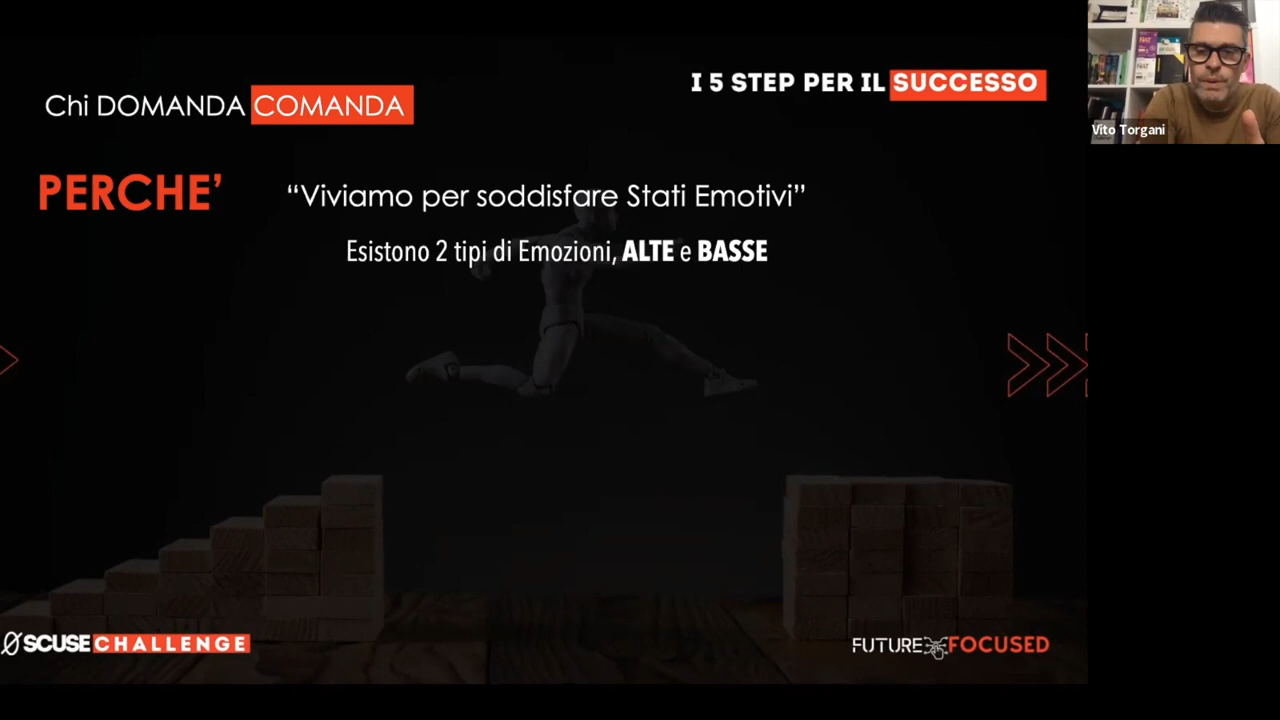 Chi DOMANDA COMANDA
I 5 STEP PER IL SUCCESSO
Vito Torgani
PERCHE’
“Viviamo per soddisfare Stati Emotivi”
Esistono 2 tipi di Emozioni, ALTE e BASSE
ØSCUSE CHALLENGE
FUTURE FOCUSED